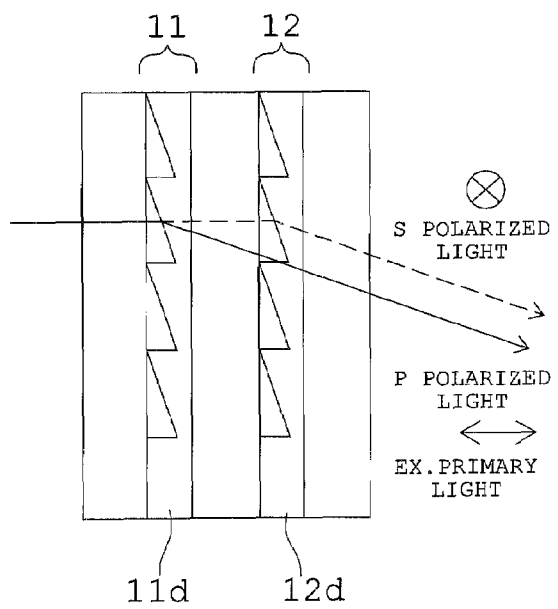 11
12
S POLARIZED
LIGHT
P POLARIZED
LIGHT
EX.PRIMARY
LIGHT
11d
12d